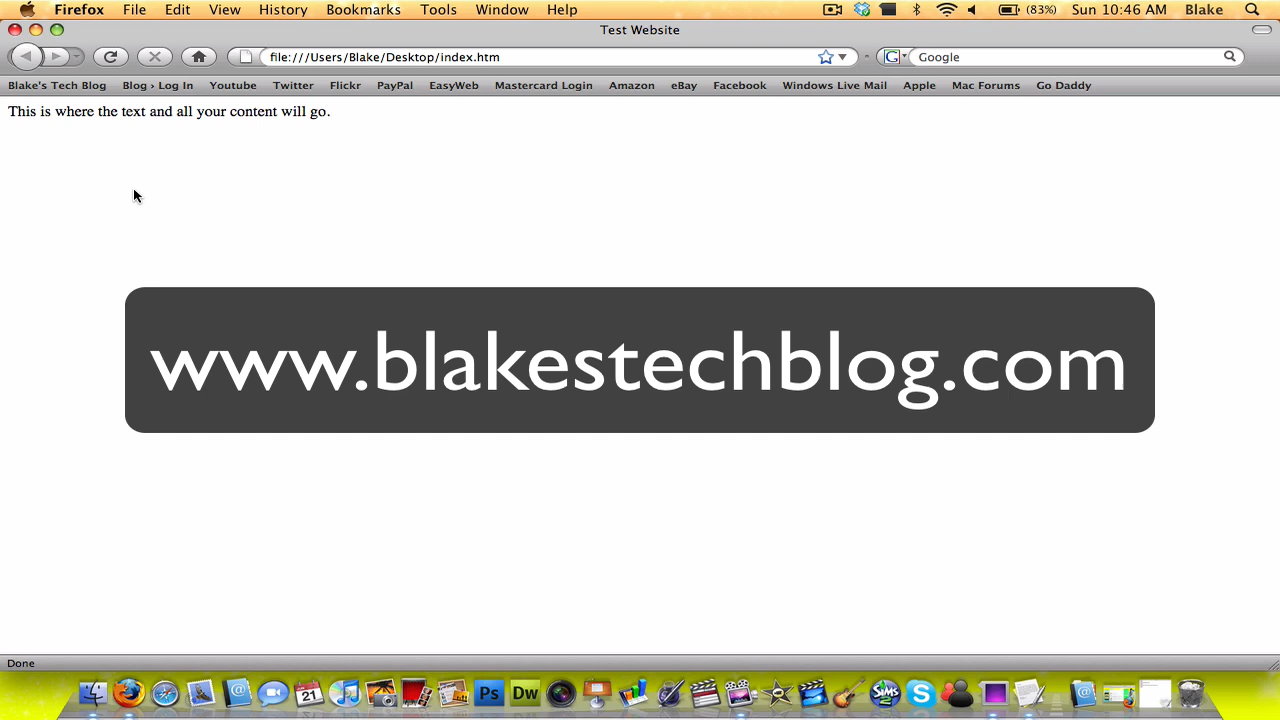 Firefox File Edit View History Bookmarks Tools Window Help (83%) Sun 10:46 AM Blake
Test Website
file:///Users/Blake/Desktop/index.htm Google
Blake's Tech Blog Blog › Log In Youtube Twitter Flickr PayPal EasyWeb Mastercard Login Amazon eBay Facebook Windows Live Mail Apple Mac Forums Go Daddy
This is where the text and all your content will go.
www.blakestechblog.com
Done
21 Ps Dw SIMS 2